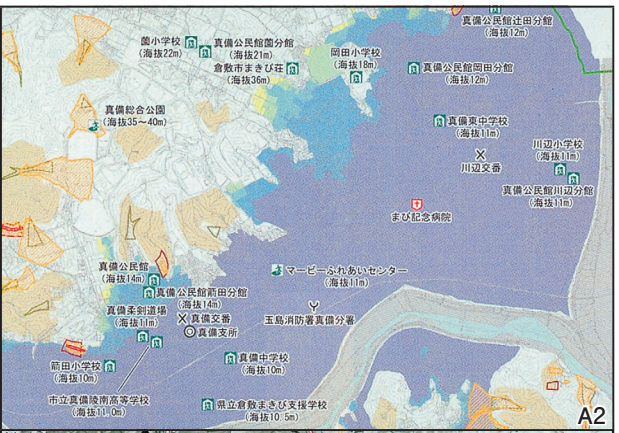 真備公民館辻田分館
(海抜12m)
薗小学校
(海抜22m)
真備公民館薗分館
(海抜21m)
岡田小学校
(海抜18m)
倉敷市まきび荘
(海抜36m)
真備公民館岡田分館
(海抜12m)
真備総合公園
(海抜35~40m)
真備東中学校
(海抜11m)
川辺小学校
(海抜11m)
川辺交番
真備公民館川辺分館
(海抜11m)
まび記念病院
真備公民館
(海抜14m)
マービーふれあいセンター
(海抜11m)
真備公民館箭田分館
(海抜14m)
真備柔剣道場
(海抜11m)
真備交番
玉島消防署真備分署
真備支所
箭田小学校
(海抜10m)
真備中学校
(海抜10m)
市立真備陵南高等学校
(海抜11.0m)
県立倉敷まきび支援学校
(海抜10.5m)
A2